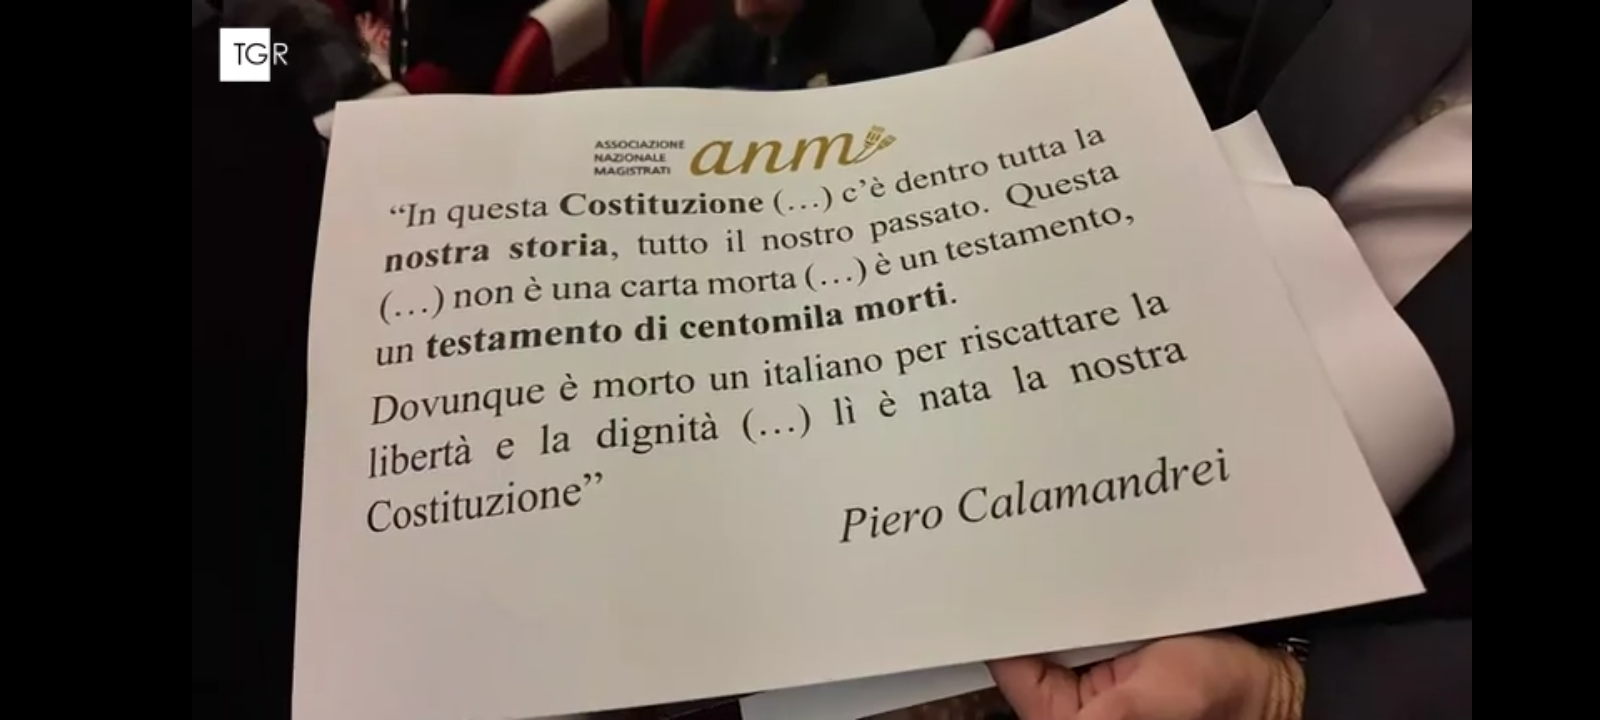 TGR
ASSOCIAZIONE
NAZIONALE
MAGISTRATI
anm
“In questa Costituzione (…) c’è dentro tutta la
nostra storia, tutto il nostro passato. Questa
(…) non è una carta morta (…) è un testamento,
un testamento di centomila morti.
Dovunque è morto un italiano per riscattare la
libertà e la dignità (…) lì è nata la nostra
Costituzione”
Piero Calamandrei